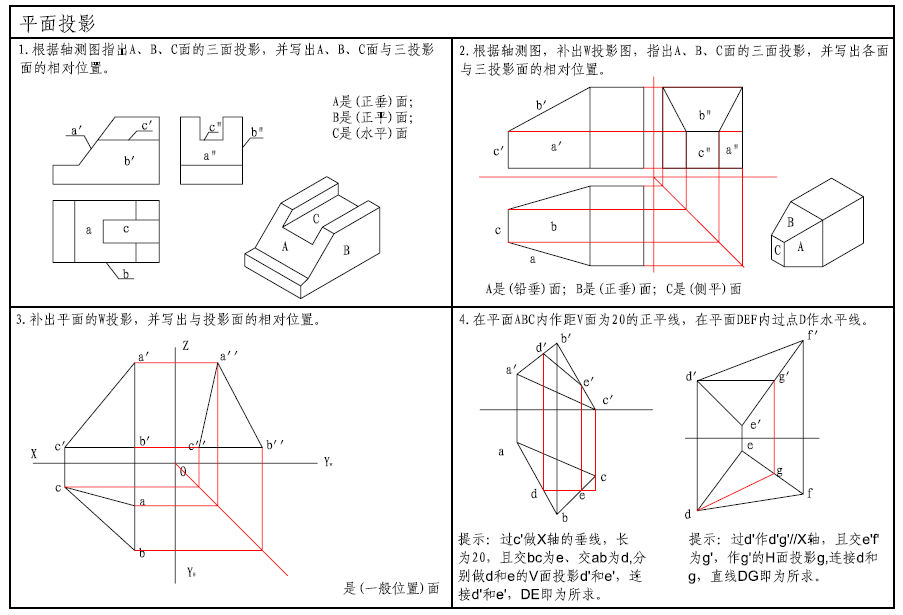 平面投影
1.根据轴测图指出A、B、C面的三面投影，并写出A、B、C面与三投影
面的相对位置。
a′
c′
b′
c"
b"
a"
A是(正垂)面；
B是(正平)面；
C是(水平)面
a
c
b
A
C
B
2.根据轴测图，补出W投影图，指出A、B、C面的三面投影，并写出各面
与三投影面的相对位置。
b′
c′
a′
b"
c"
a"
c
b
a
B
C
A
A是(铅垂)面；B是(正垂)面；C是(侧平)面
3.补出平面的W投影，并写出与投影面的相对位置。
Z
a′
a′′
c′
b′
c′′
b′′
X
O
Yw
c
a
b
YH
是(一般位置)面
4.在平面ABC内作距V面为20的正平线，在平面DEF内过点D作水平线。
b′
d′
a′
e′
c′
a
c
d
e
b
f′
d′
g′
e′
e
g
f
d
提示：过c'做X轴的垂线，长
为20，且交bc为e、交ab为d,分
别做d和e的V面投影d'和e'，连
接d'和e'，DE即为所求。
提示：过d'作d'g'//X轴，且交e'f'
为g'，作g'的H面投影g,连接d和
g，直线DG即为所求。